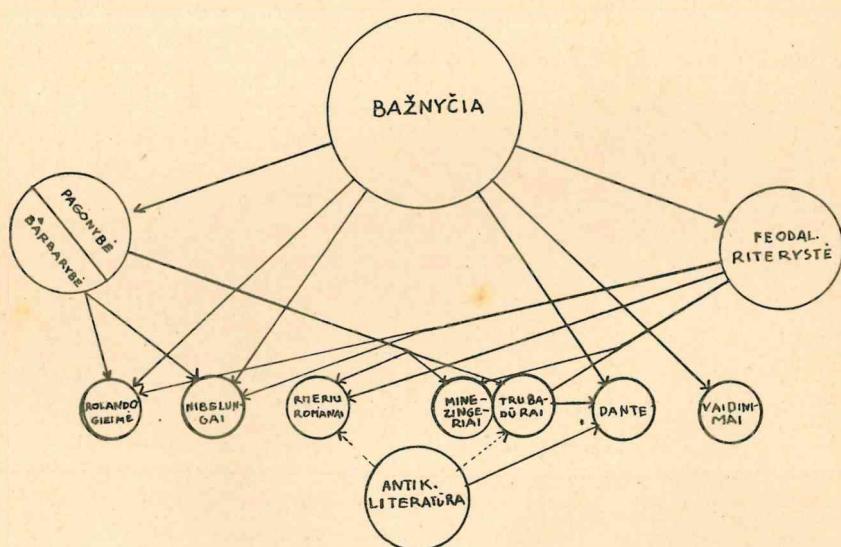 BAŽNYČIA
PAGONYBĖ
BARBARYBĖ
FEODAL.
RITERYSTĖ
ROLANDO
GIESMĖ
NIBELUN-
GAI
RITERIŲ
ROMANAI
MINE-
ZINGE-
RIAI
TRUBA-
DŪRAI
DANTE
VAIDINI-
MAI
ANTIK.
LITERATŪRA